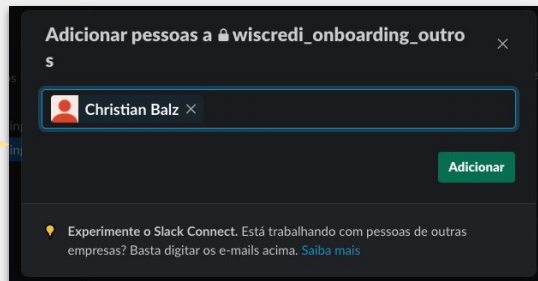 Adicionar pessoas a wiscredi_onboarding_outro
s
Christian Balz
Adicionar
Experimente o Slack Connect. Está trabalhando com pessoas de outras
empresas? Basta digitar os e-mails acima. Saiba mais